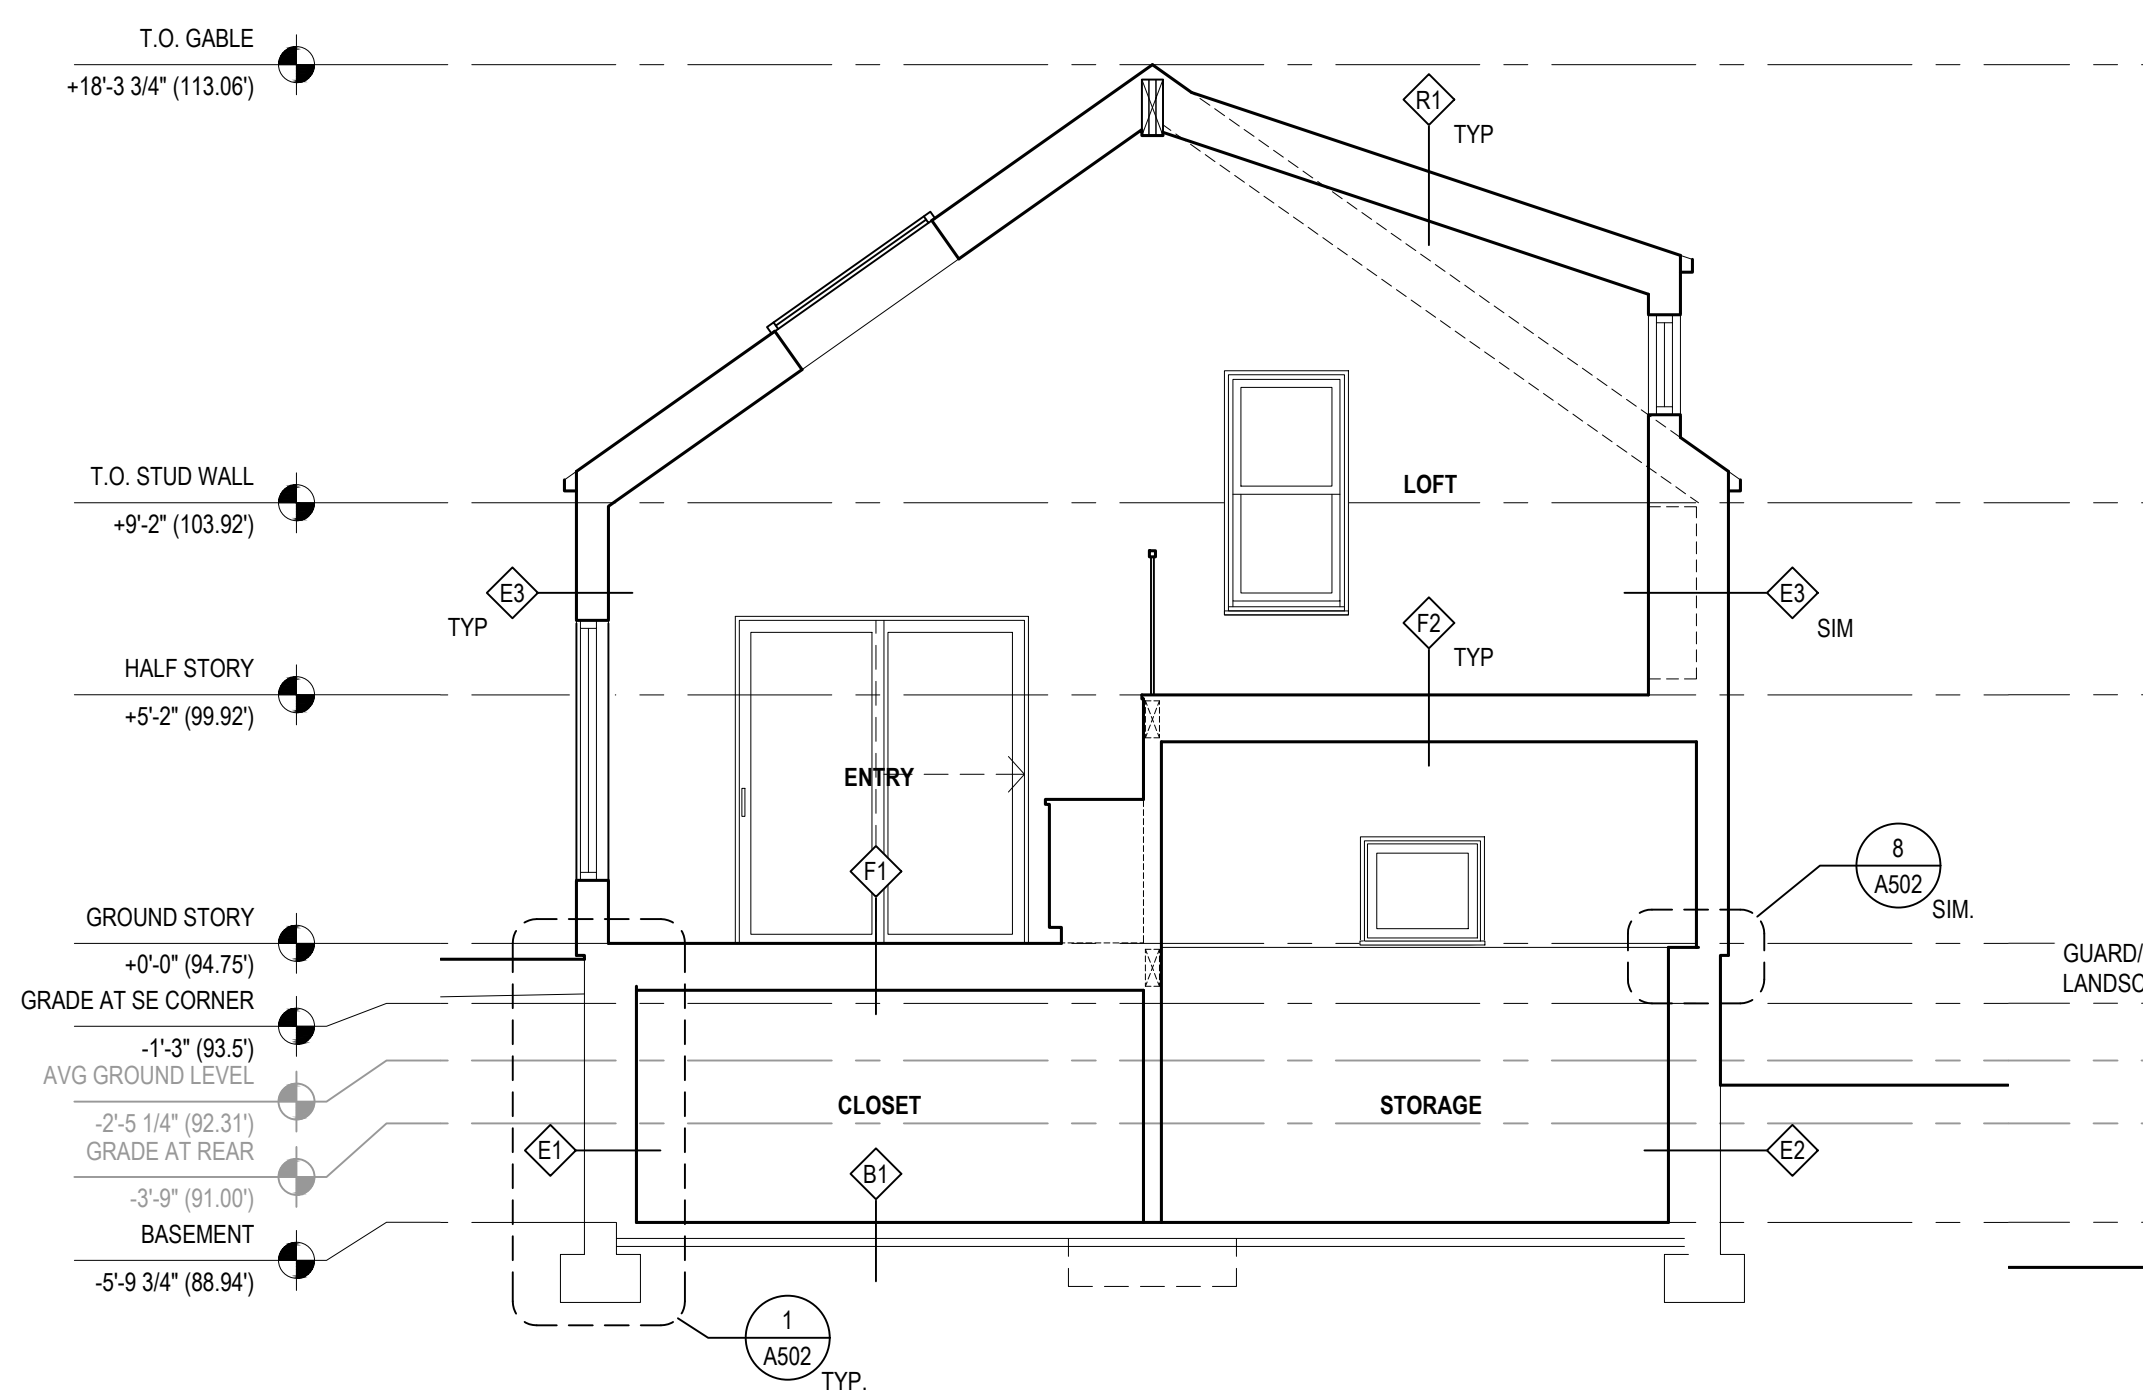 T.O. GABLE
+18'-3 3/4" (113.06')
R1
TYP
T.O. STUD WALL
+9'-2" (103.92')
LOFT
E3
TYP
E3
SIM
F2
TYP
HALF STORY
+5'-2" (99.92')
ENTRY
F1
8
A502
SIM.
GROUND STORY
+0'-0" (94.75')
GUARD/
LANDSC
GRADE AT SE CORNER
-1'-3" (93.5')
AVG GROUND LEVEL
-2'-5 1/4" (92.31')
CLOSET
STORAGE
GRADE AT REAR
-3'-9" (91.00')
E1
B1
E2
BASEMENT
-5'-9 3/4" (88.94')
1
A502
TYP.